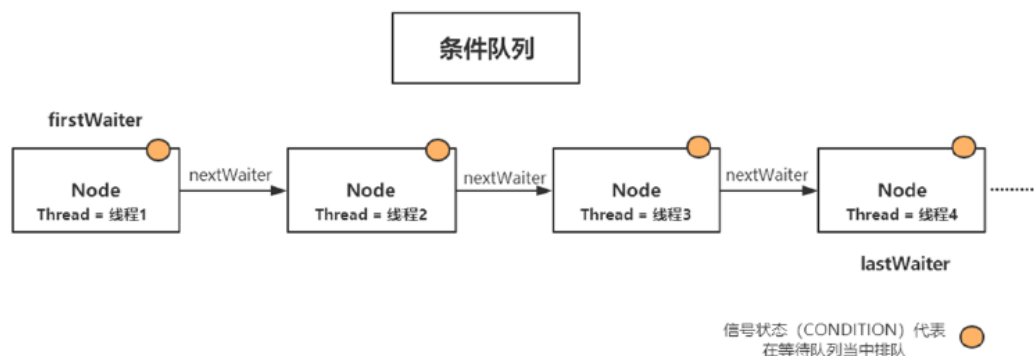 条件队列
firstWaiter
nextWaiter
nextWaiter
nextWaiter
Node
Thread = 线程1
Node
Thread = 线程2
Node
Thread = 线程3
Node
Thread = 线程4
lastWaiter
信号状态（CONDITION）代表
在等待队列当中排队